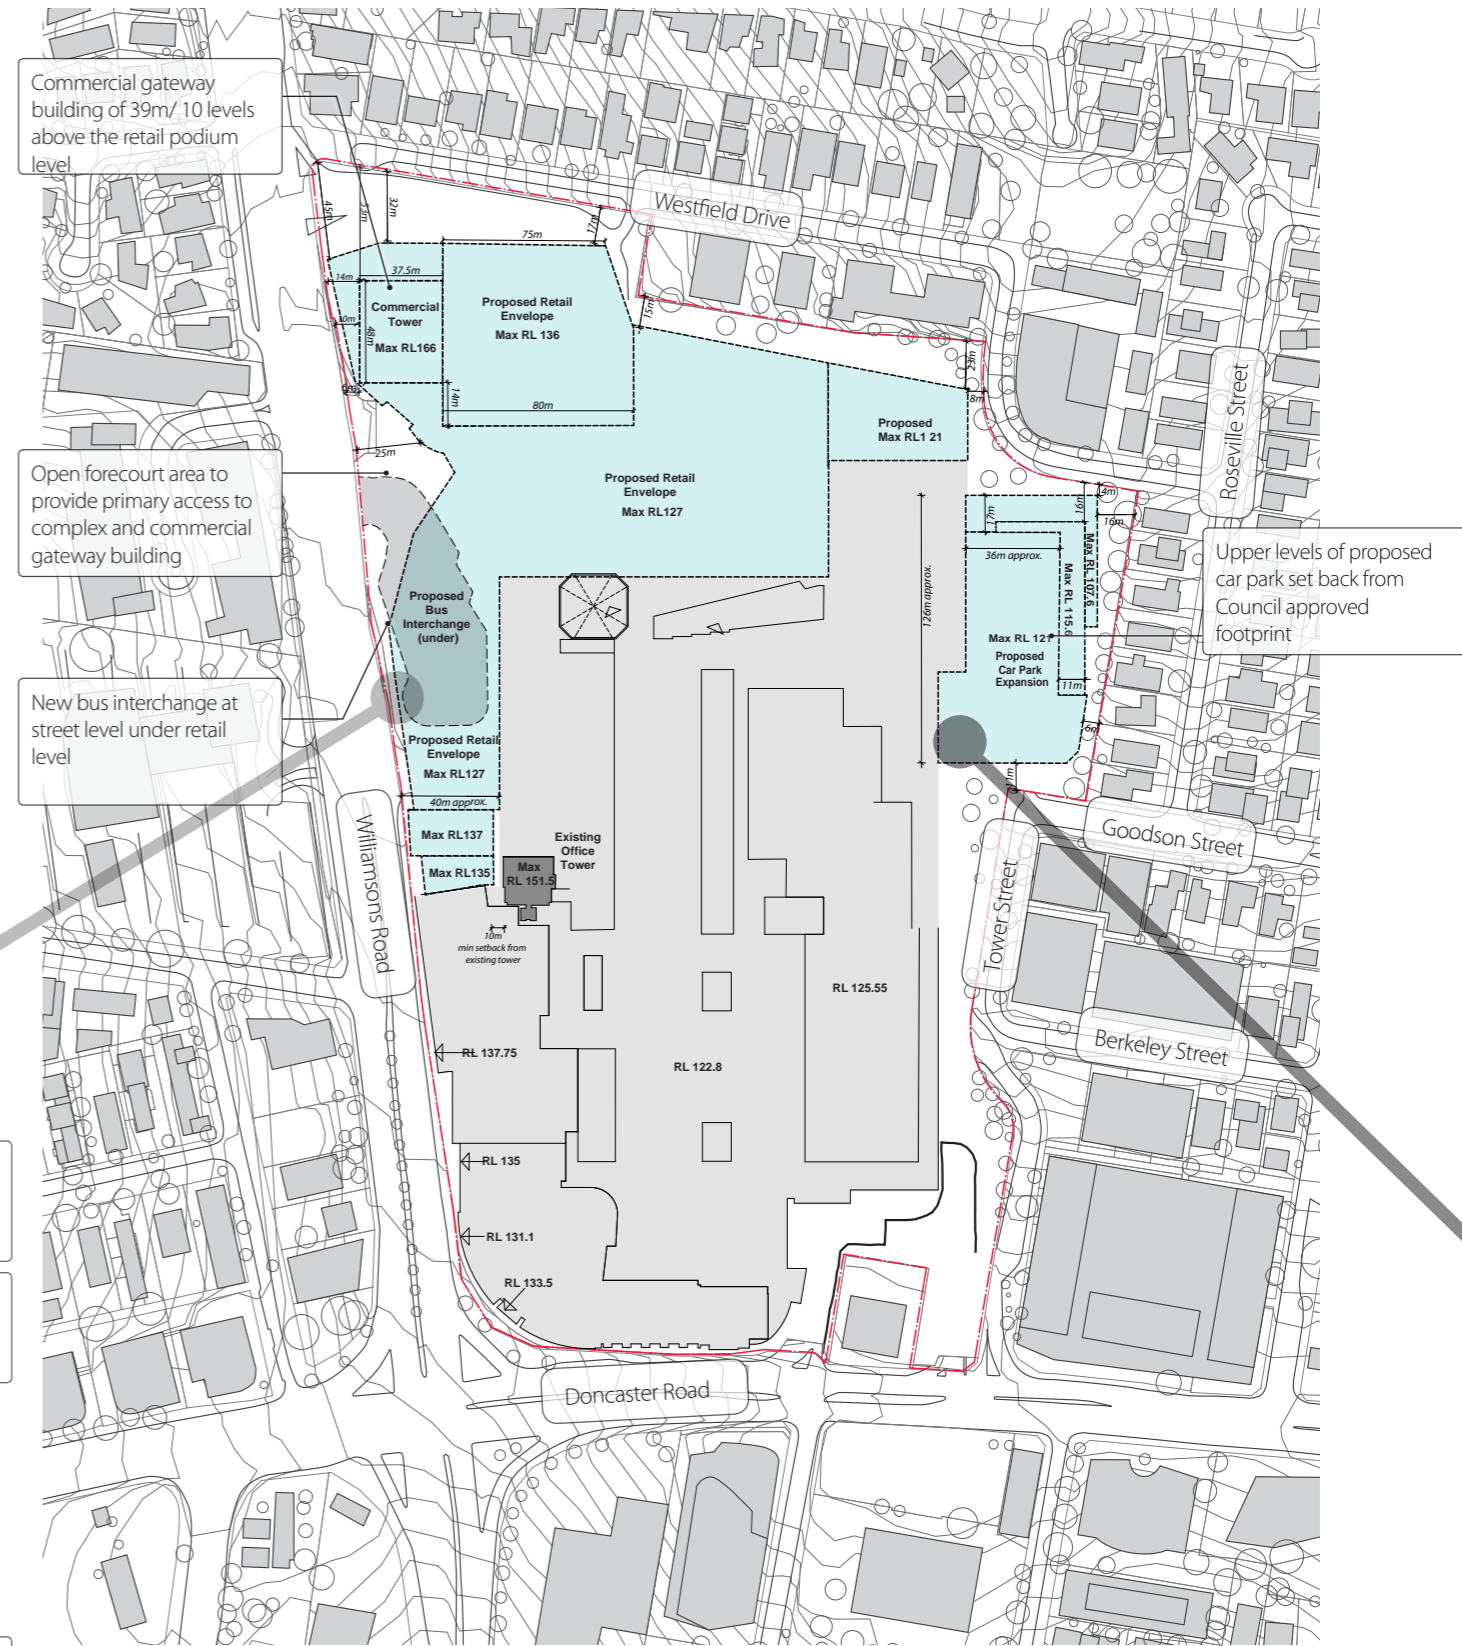 Commercial gateway
building of 39m/ 10 levels
above the retail podium
level
Westfield Drive
45m
53m
32m
17m
75m
14m
37.5m
Commercial
Tower
Max RL166
48m
Proposed Retail
Envelope
Max RL 136
15m
14m
80m
23m
8m
Proposed
Max RL1 21
25m
Open forecourt area to
provide primary access to
complex and commercial
gateway building
Proposed Retail
Envelope
Max RL127
Roseville Street
4m
16m
16m
17m
36m approx.
126m approx.
Max RL 107.6
Max RL 115.6
Max RL 121
Proposed
Car Park
Expansion
11m
6m
Upper levels of proposed
car park set back from
Council approved
footprint
Proposed
Bus
Interchange
(under)
New bus interchange at
street level under retail
level
Proposed Retail
Envelope
Max RL127
40m approx.
Max RL137
Max RL135
Max
RL 151.5
Existing
Office
Tower
10m
min setback from
existing tower
Williamsons Road
Goodson Street
Tower Street
Berkeley Street
RL 125.55
RL 122.8
RL 137.75
RL 135
RL 131.1
RL 133.5
Doncaster Road